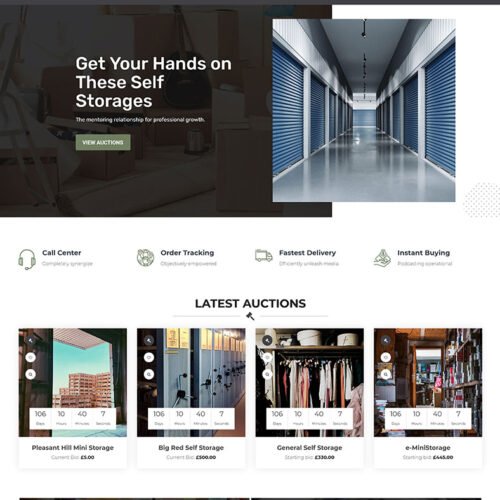 Get Your Hands on
These Self
Storages
The mentoring relationship for professional growth.
VIEW AUCTIONS
Call Center
Completely synergize
Order Tracking
Objectively empowered
Fastest Delivery
Efficiently unleash media
Instant Buying
Podcasting operational
LATEST AUCTIONS
106 10 40 7
Days Hours Minutes Seconds
Pleasant Hill Mini Storage
Current Bid: £5.00
106 10 40 7
Days Hours Minutes Seconds
Big Red Self Storage
Current Bid: £500.00
106 10 40 7
Days Hours Minutes Seconds
General Self Storage
Starting bid: £330.00
106 10 40 7
Days Hours Minutes Seconds
e-MiniStorage
Starting bid: £445.00